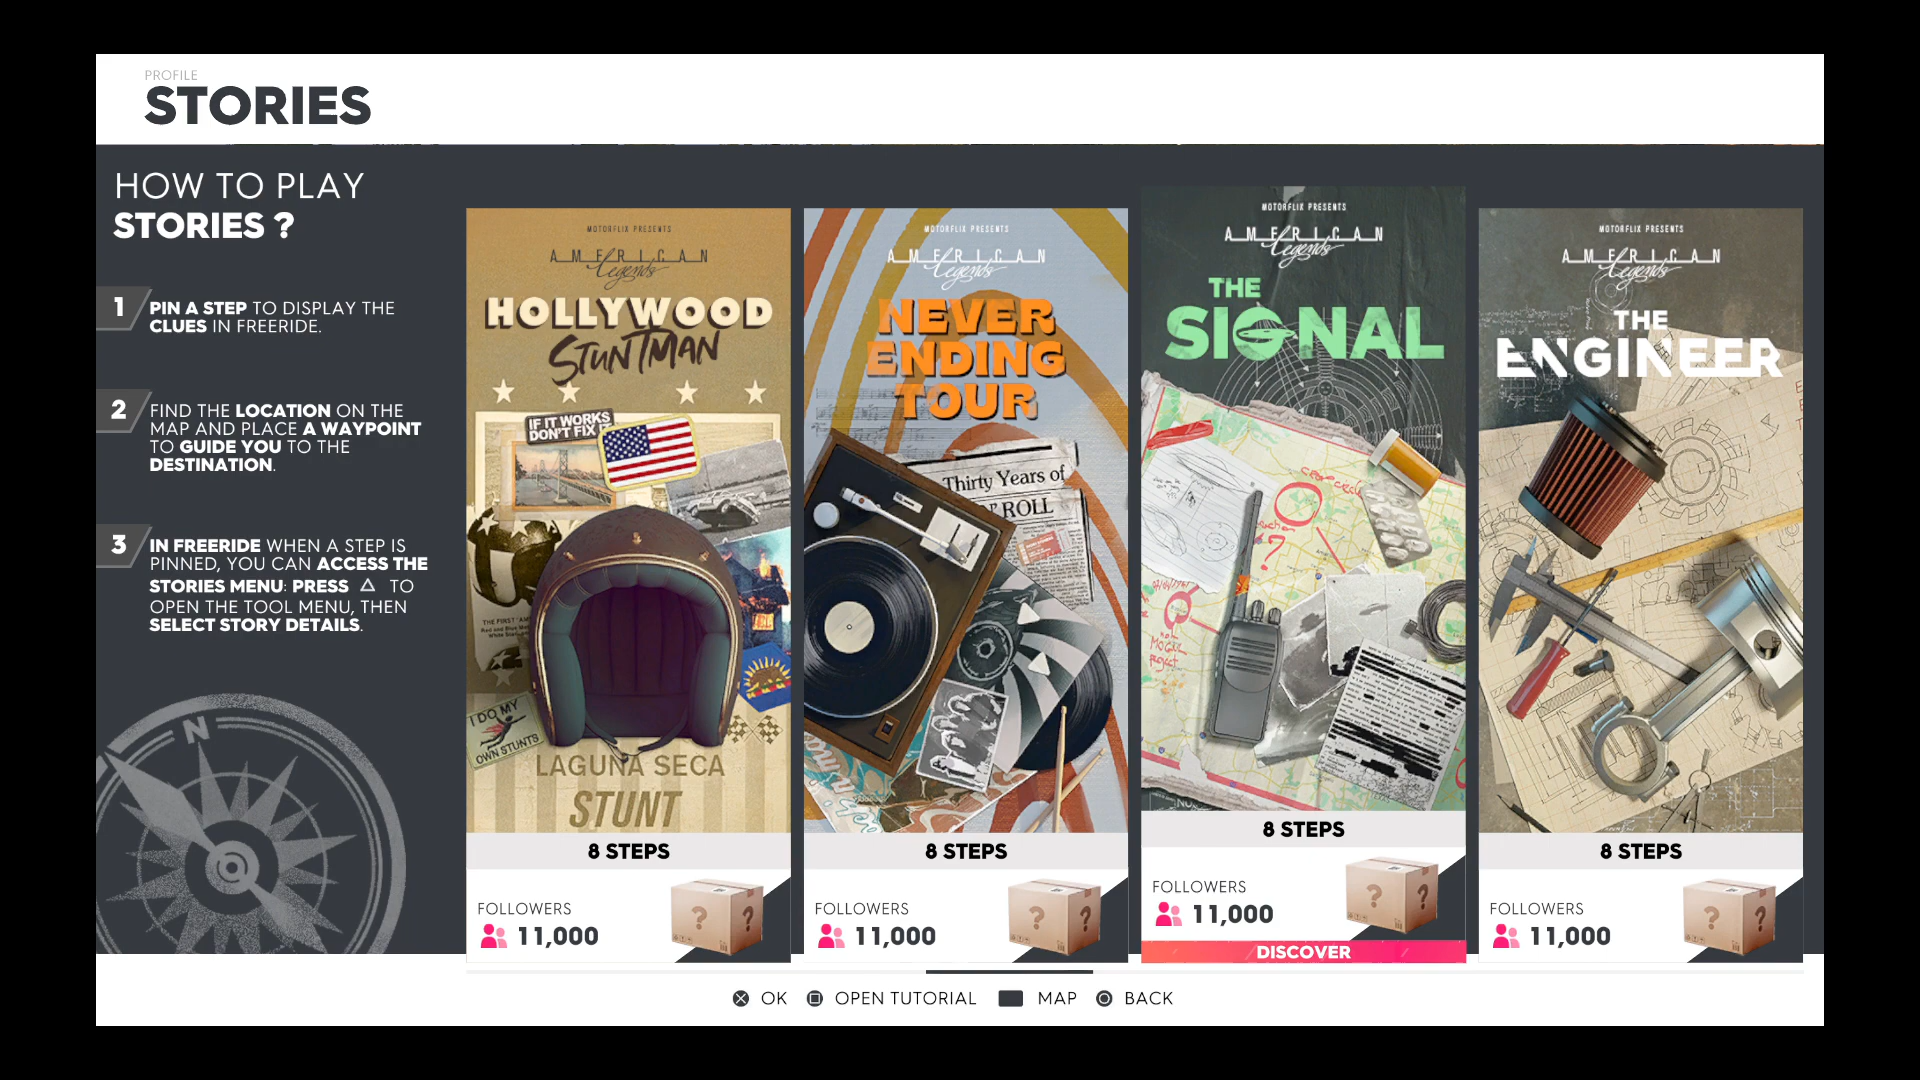 PROFILE
STORIES
HOW TO PLAY
STORIES ?
1
PIN A STEP TO DISPLAY THE
CLUES IN FREERIDE.
2
FIND THE LOCATION ON THE
MAP AND PLACE A WAYPOINT
TO GUIDE YOU TO THE
DESTINATION.
3
IN FREERIDE WHEN A STEP IS
PINNED, YOU CAN ACCESS THE
STORIES MENU: PRESS △ TO
OPEN THE TOOL MENU, THEN
SELECT STORY DETAILS.
N
MOTORFLIX PRESENTS
AMERICAN
Legends
HOLLYWOOD
STUNTMAN
IF IT WORKS
DON'T FIX
I DO MY
OWN STUNTS
LAGUNA SECA
STUNT
8 STEPS
FOLLOWERS
11,000
? ?
MOTORFLIX PRESENTS
AMERICAN
Legends
NEVER
ENDING
TOUR
Thirty Years of
ROLL
8 STEPS
FOLLOWERS
11,000
? ?
MOTORFLIX PRESENTS
AMERICAN
Legends
THE
SIGNAL
?
project
8 STEPS
FOLLOWERS
11,000
? ?
DISCOVER
MOTORFLIX PRESENTS
AMERICAN
Legends
THE
ENGINEER
8 STEPS
FOLLOWERS
11,000
? ?
OK OPEN TUTORIAL MAP BACK